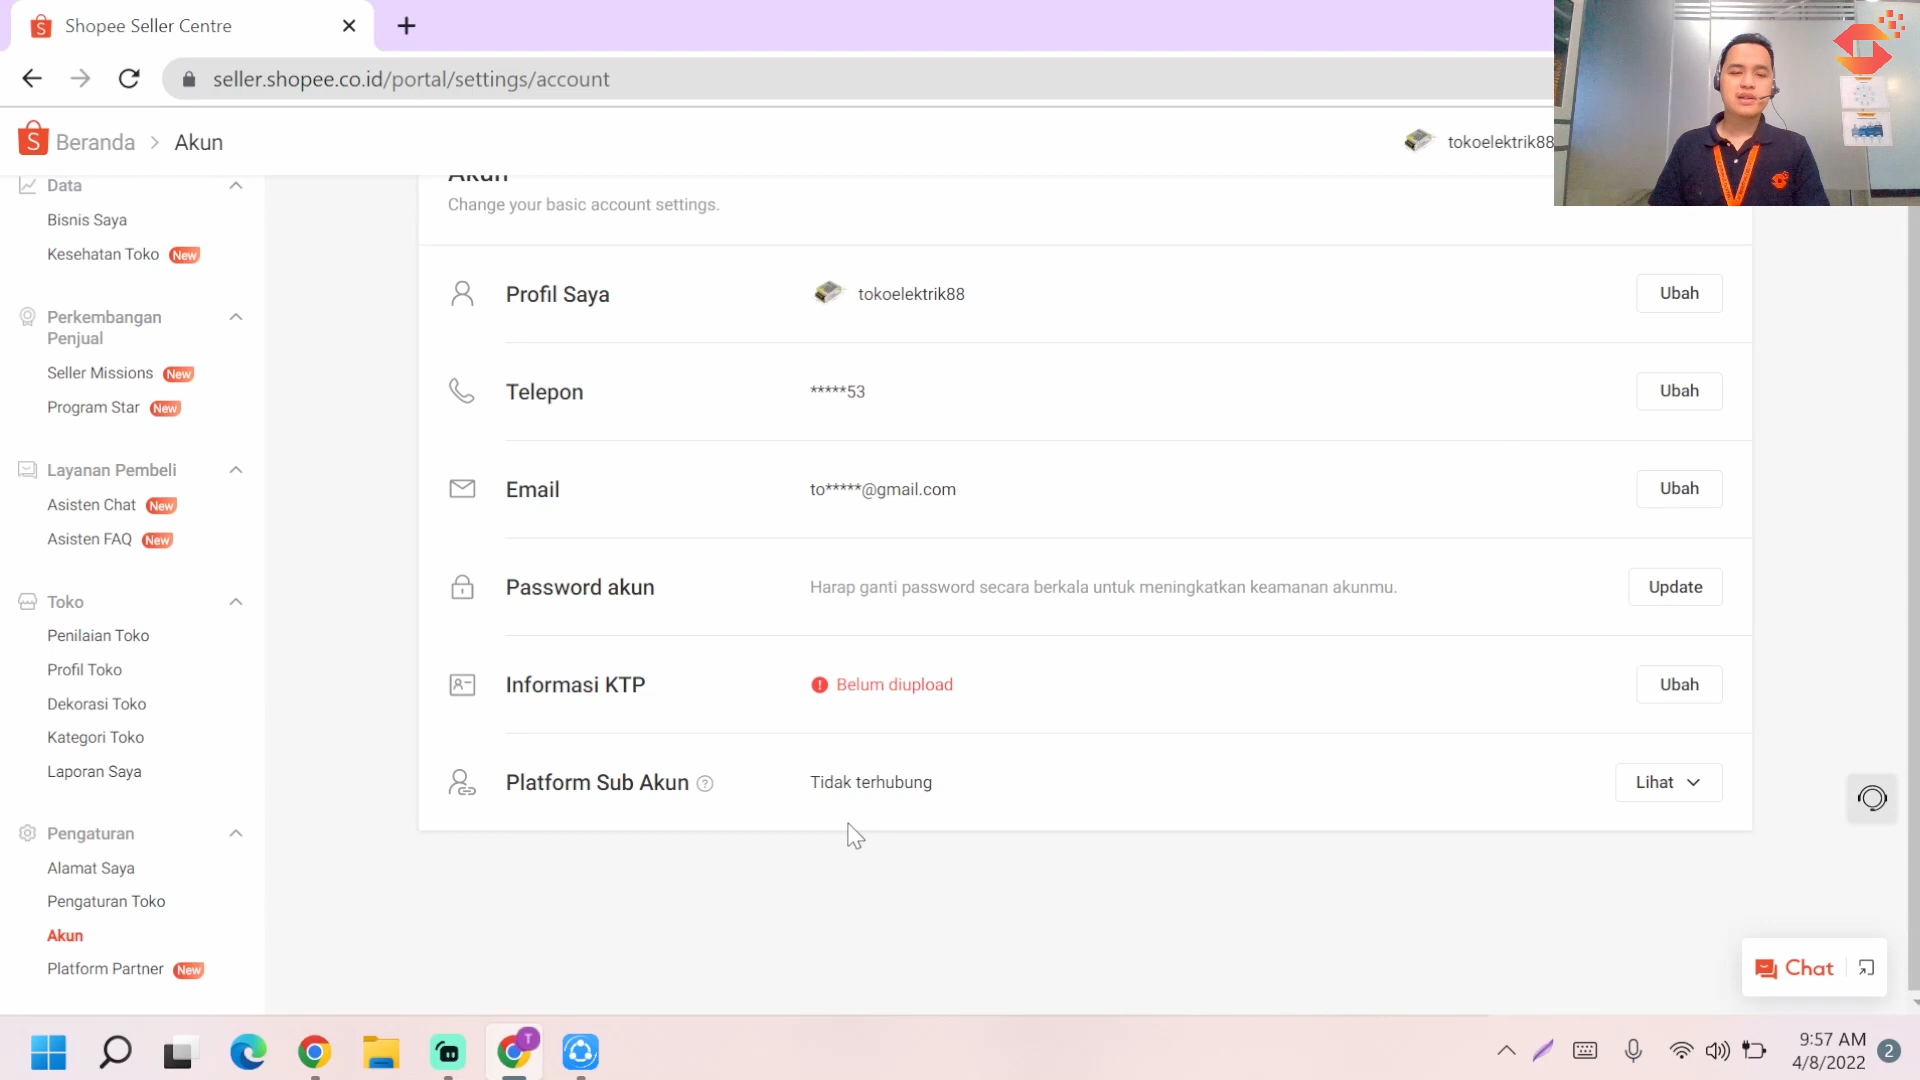 Shopee Seller Centre
seller.shopee.co.id/portal/settings/account
Beranda > Akun
tokoelektrik88
Data
Bisnis Saya
Kesehatan Toko New
Perkembangan
Penjual
Seller Missions New
Program Star New
Layanan Pembeli
Asisten Chat New
Asisten FAQ New
Toko
Penilaian Toko
Profil Toko
Dekorasi Toko
Kategori Toko
Laporan Saya
Pengaturan
Alamat Saya
Pengaturan Toko
Akun
Platform Partner New
Akun
Change your basic account settings.
Profil Saya tokoelektrik88 Ubah
Telepon *****53 Ubah
Email to*****@gmail.com Ubah
Password akun Harap ganti password secara berkala untuk meningkatkan keamanan akunmu. Update
Informasi KTP Belum diupload Ubah
Platform Sub Akun Tidak terhubung Lihat
Chat
T
9:57 AM
4/8/2022 2